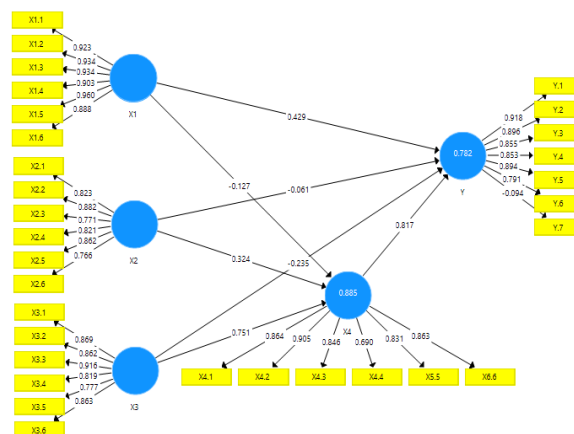 X1.1
X1.2
X1.3
X1.4
X1.5
X1.6
0.923
0.934
0.934
0.903
0.960
0.888
X1
0.429
-0.127
X2.1
X2.2
X2.3
X2.4
X2.5
X2.6
0.823
0.882
0.771
0.821
0.862
0.766
X2
-0.061
0.324
X3.1
X3.2
X3.3
X3.4
X3.5
X3.6
0.869
0.862
0.916
0.819
0.777
0.863
X3
-0.235
0.751
0.885
X4
0.817
0.864
0.905
0.846
0.690
0.831
0.863
X4.1
X4.2
X4.3
X4.4
X5.5
X6.6
0.782
Y
0.918
0.896
0.855
0.853
0.894
0.791
-0.094
Y.1
Y.2
Y.3
Y.4
Y.5
Y.6
Y.7